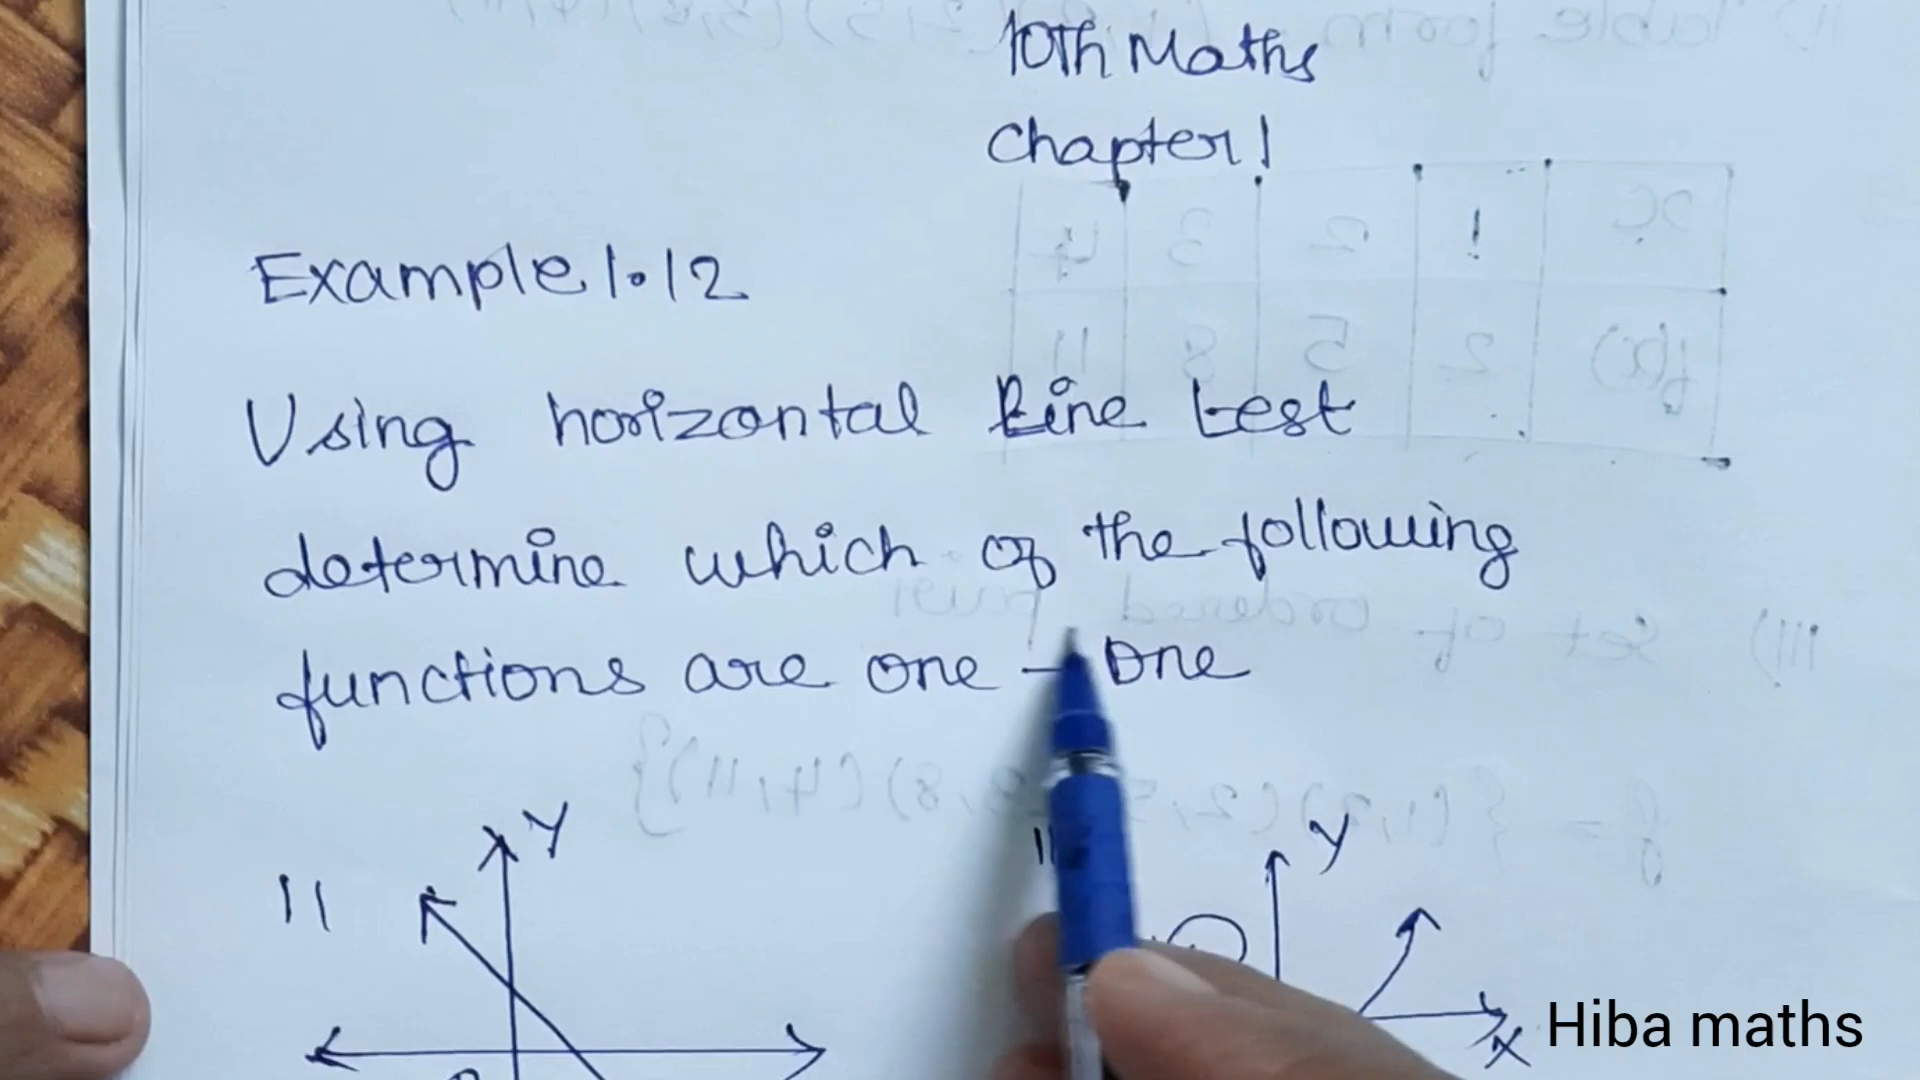 10th Maths
Chapter 1
Example 1.12
Using horizontal line test
determine which of the following
functions are one - one
Y
Y
X
Hiba maths